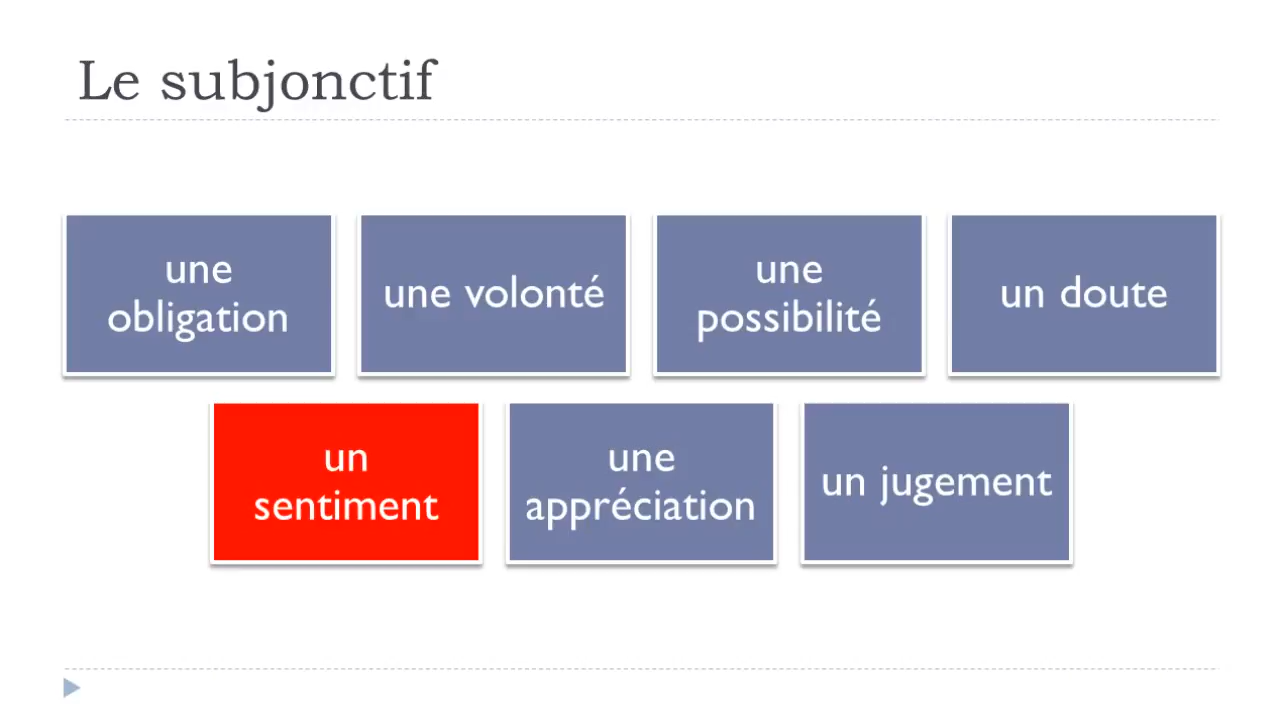 Le subjonctif
une
obligation
une volonté
une
possibilité
un doute
un
sentiment
une
appréciation
un jugement